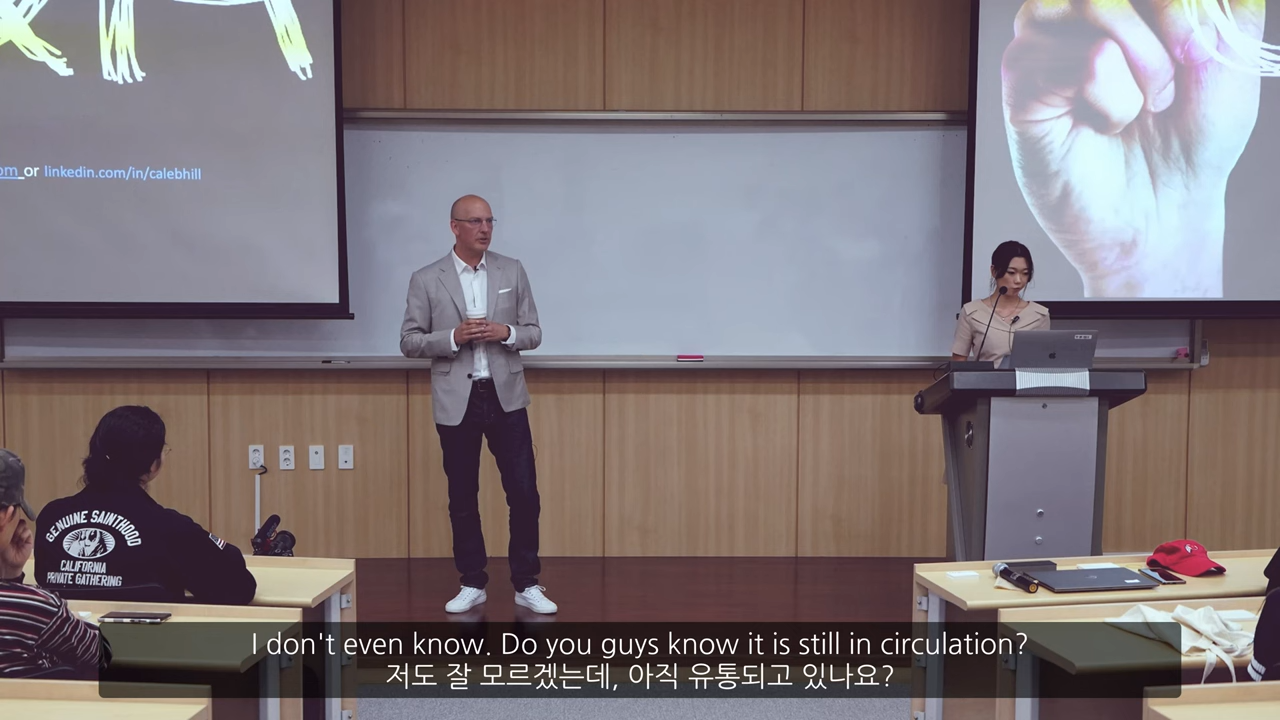 om or linkedin.com/in/calebhill
GENUINE SAINTHOOD
CALIFORNIA
PRIVATE GATHERING
I don't even know. Do you guys know it is still in circulation?
저도 잘 모르겠는데, 아직 유통되고 있나요?